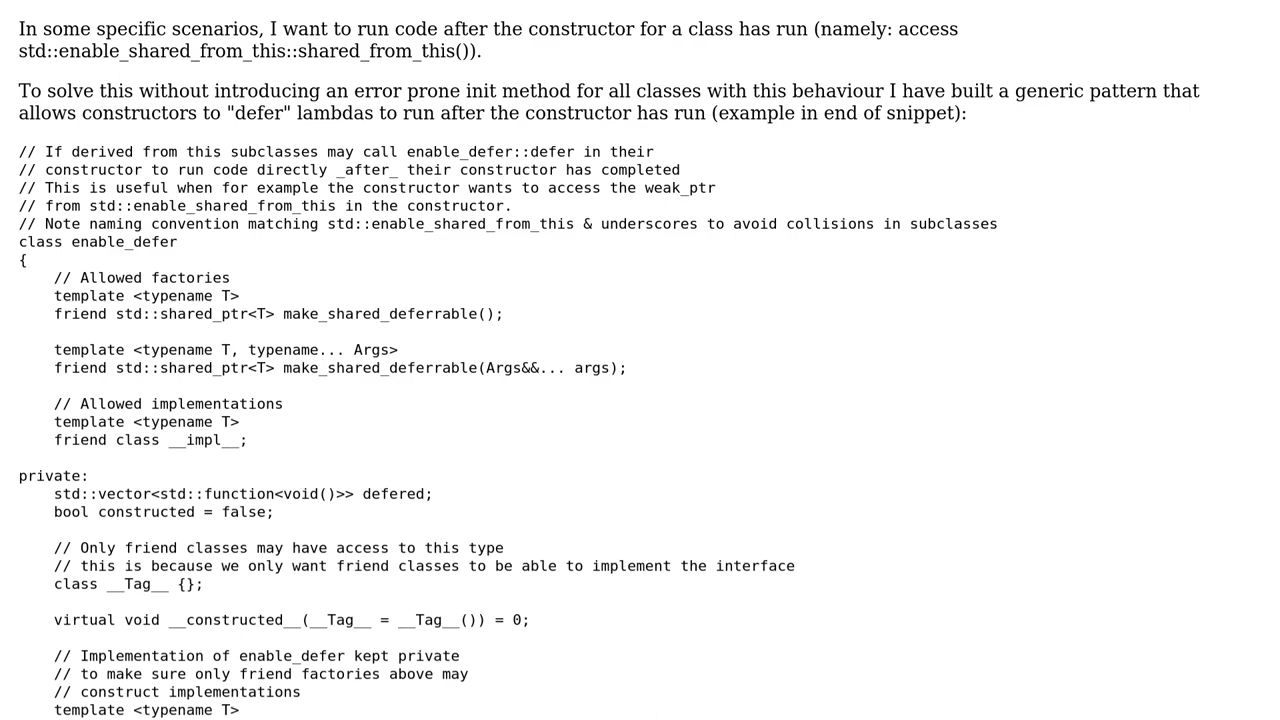 In some specific scenarios, I want to run code after the constructor for a class has run (namely: access
std::enable_shared_from_this::shared_from_this()).
To solve this without introducing an error prone init method for all classes with this behaviour I have built a generic pattern that
allows constructors to "defer" lambdas to run after the constructor has run (example in end of snippet):
// If derived from this subclasses may call enable_defer::defer in their
// constructor to run code directly _after_ their constructor has completed
// This is useful when for example the constructor wants to access the weak_ptr
// from std::enable_shared_from_this in the constructor.
// Note naming convention matching std::enable_shared_from_this & underscores to avoid collisions in subclasses
class enable_defer
{
    // Allowed factories
    template <typename T>
    friend std::shared_ptr<T> make_shared_deferrable();

    template <typename T, typename... Args>
    friend std::shared_ptr<T> make_shared_deferrable(Args&&... args);

    // Allowed implementations
    template <typename T>
    friend class __impl__;

private:
    std::vector<std::function<void()>> defered;
    bool constructed = false;

    // Only friend classes may have access to this type
    // this is because we only want friend classes to be able to implement the interface
    class __Tag__ {};

    virtual void __constructed__(__Tag__ = __Tag__()) = 0;

    // Implementation of enable_defer kept private
    // to make sure only friend factories above may
    // construct implementations
    template <typename T>